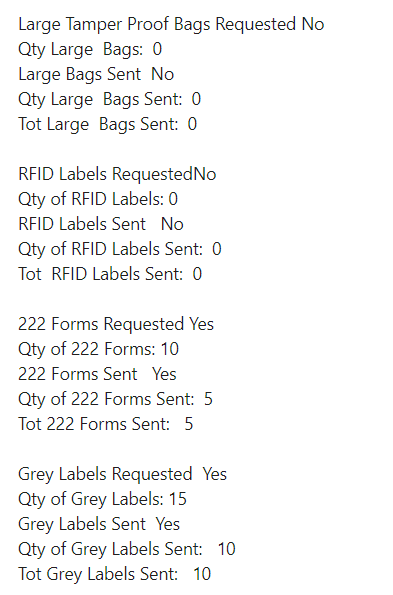 Large Tamper Proof Bags Requested No
Qty Large  Bags:  0
Large Bags Sent  No
Qty Large  Bags Sent:  0
Tot Large  Bags Sent:  0
RFID Labels RequestedNo
Qty of RFID Labels: 0
RFID Labels Sent   No
Qty of RFID Labels Sent:  0
Tot  RFID Labels Sent:  0
222 Forms Requested Yes
Qty of 222 Forms: 10
222 Forms Sent   Yes
Qty of 222 Forms Sent:  5
Tot 222 Forms Sent:   5
Grey Labels Requested  Yes
Qty of Grey Labels: 15
Grey Labels Sent  Yes
Qty of Grey Labels Sent:   10
Tot Grey Labels Sent:   10